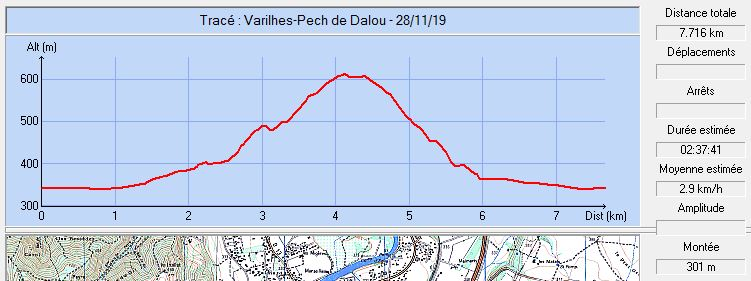 Tracé : Varilhes-Pech de Dalou - 28/11/19
Alt (m)
600
500
400
300
0 1 2 3 4 5 6 7 Dist (km)
Distance totale
7.716 km
Déplacements
Arrêts
Durée estimée
02:37:41
Moyenne estimée
2.9 km/h
Amplitude
Montée
301 m